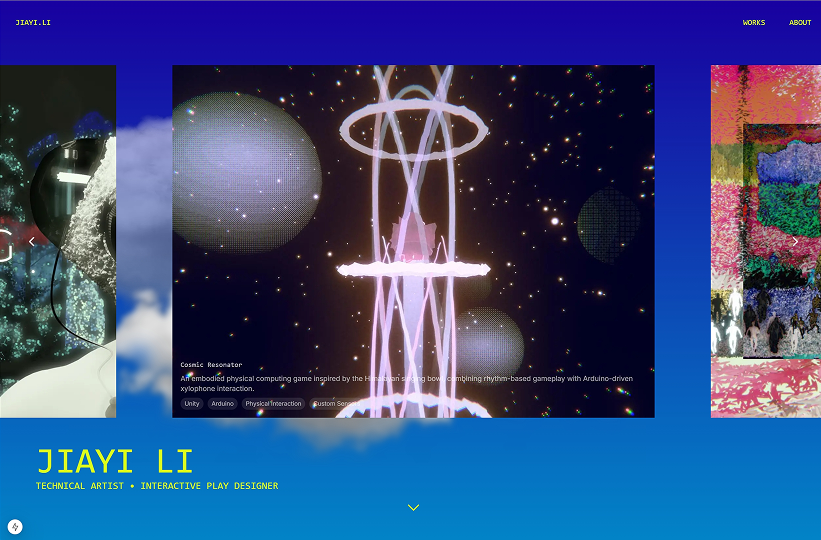 JIAYI.LI
WORKS
ABOUT
Cosmic Resonator
An embodied physical computing game inspired by the Himalayan singing bowl, combining rhythm-based gameplay with Arduino-driven
xylophone interaction.
Unity
Arduino
Physical Interaction
Custom
JIAYI LI
TECHNICAL ARTIST • INTERACTIVE PLAY DESIGNER